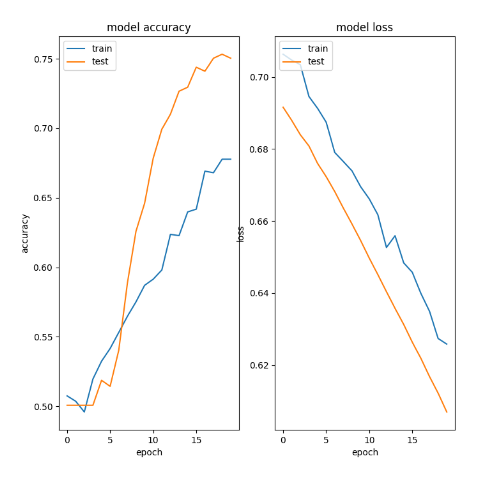 model accuracy
train
test
0.75
0.70
0.65
0.60
0.55
0.50
accuracy
0 5 10 15
epoch
model loss
train
test
0.70
0.68
0.66
0.64
0.62
loss
0 5 10 15
epoch